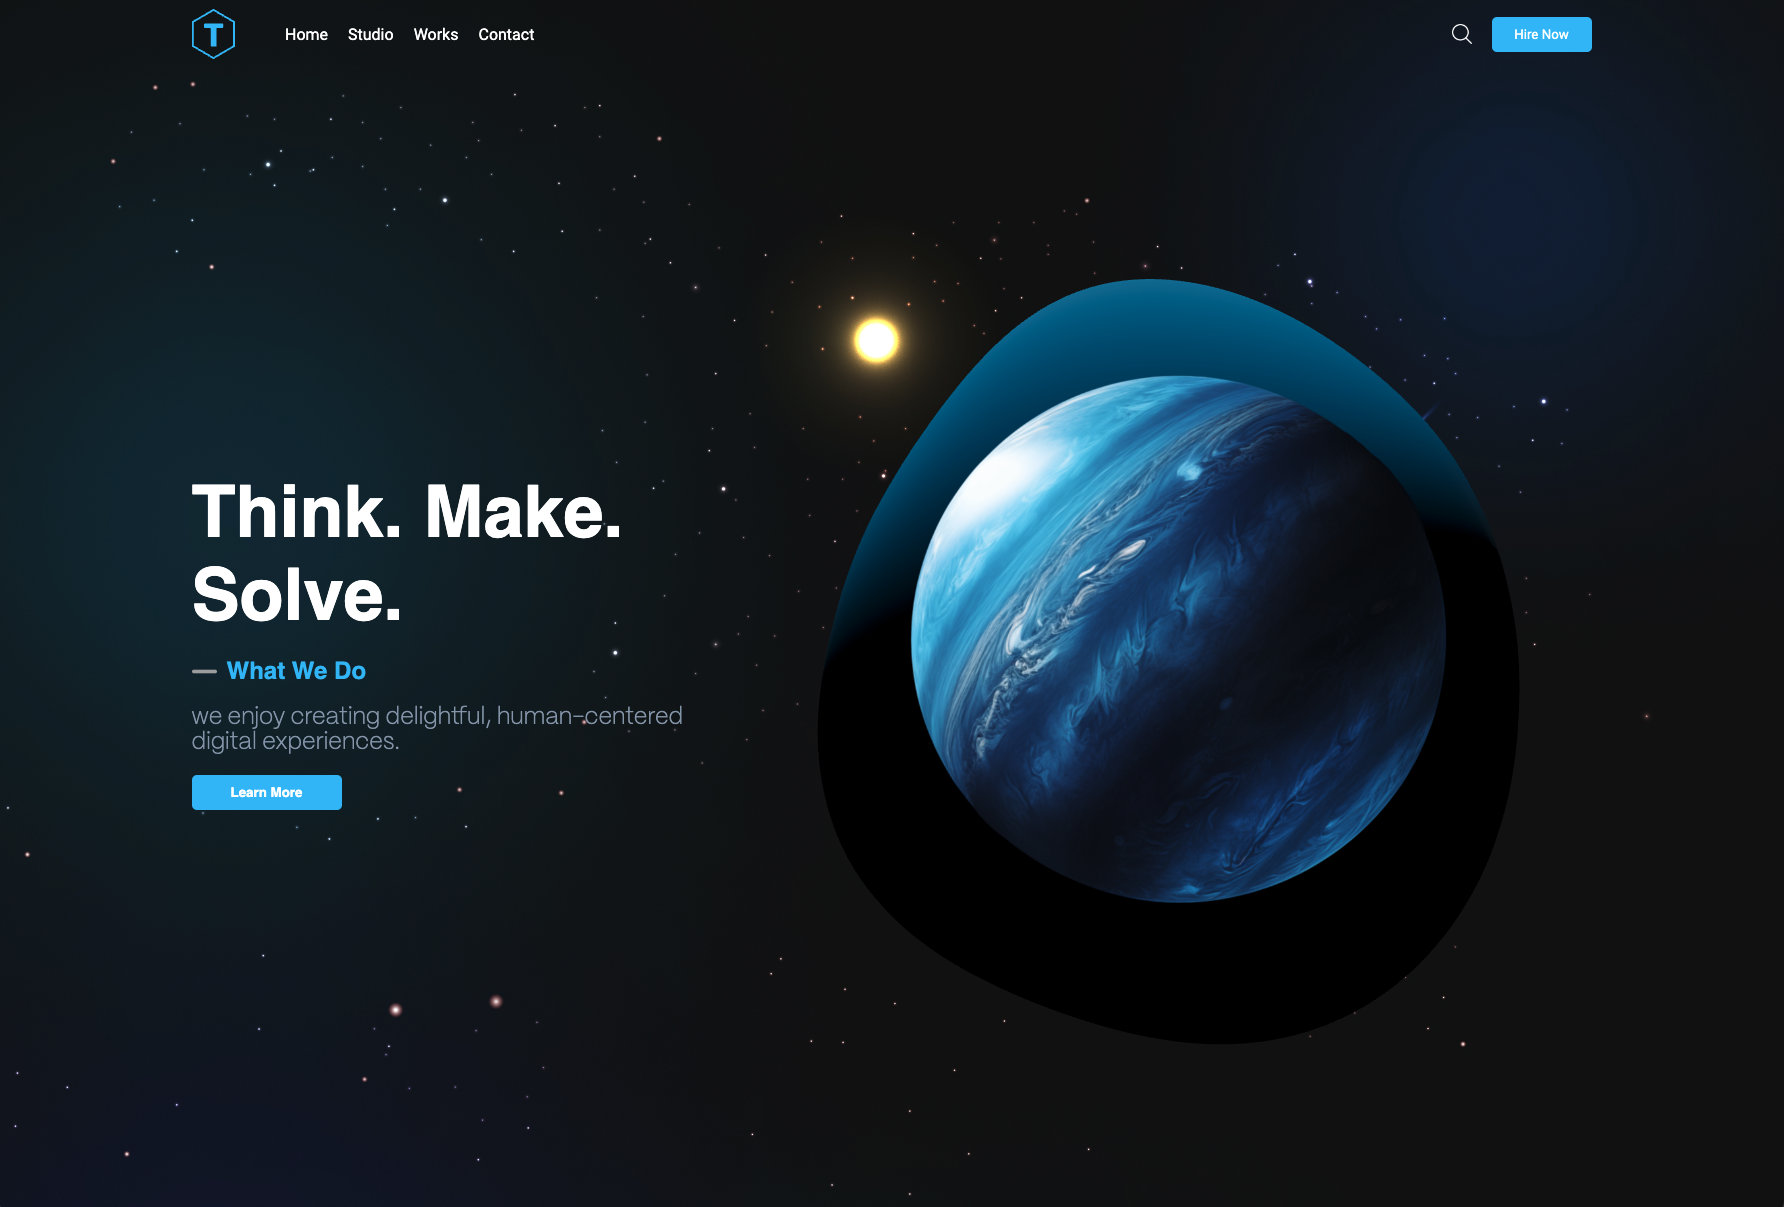 T
Home Studio Works Contact
Hire Now
Think. Make.
Solve.
What We Do
we enjoy creating delightful, human-centered
digital experiences.
Learn More